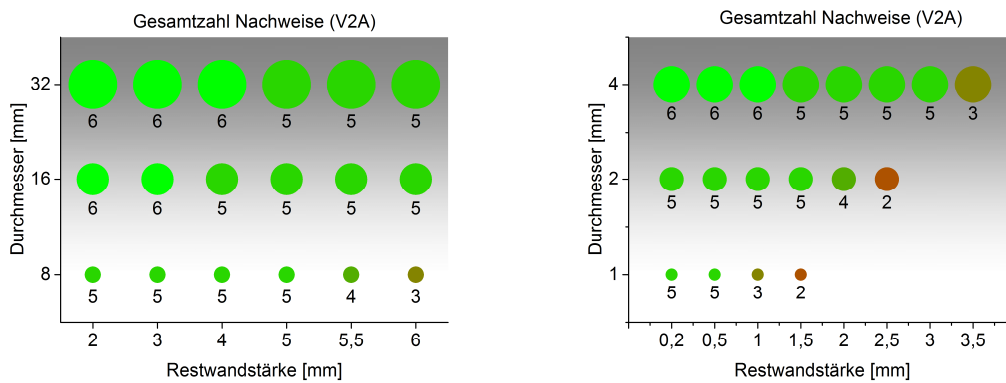 Gesamtzahl Nachweise (V2A)
Durchmesser [mm]
32
6 6 6 5 5 5
16
6 6 5 5 5 5
8
5 5 5 5 4 3
2 3 4 5 5,5 6
Restwandstärke [mm]
Gesamtzahl Nachweise (V2A)
Durchmesser [mm]
4
6 6 6 5 5 5 5 3
2
5 5 5 5 4 2
1
5 5 3 2
0,2 0,5 1 1,5 2 2,5 3 3,5
Restwandstärke [mm]